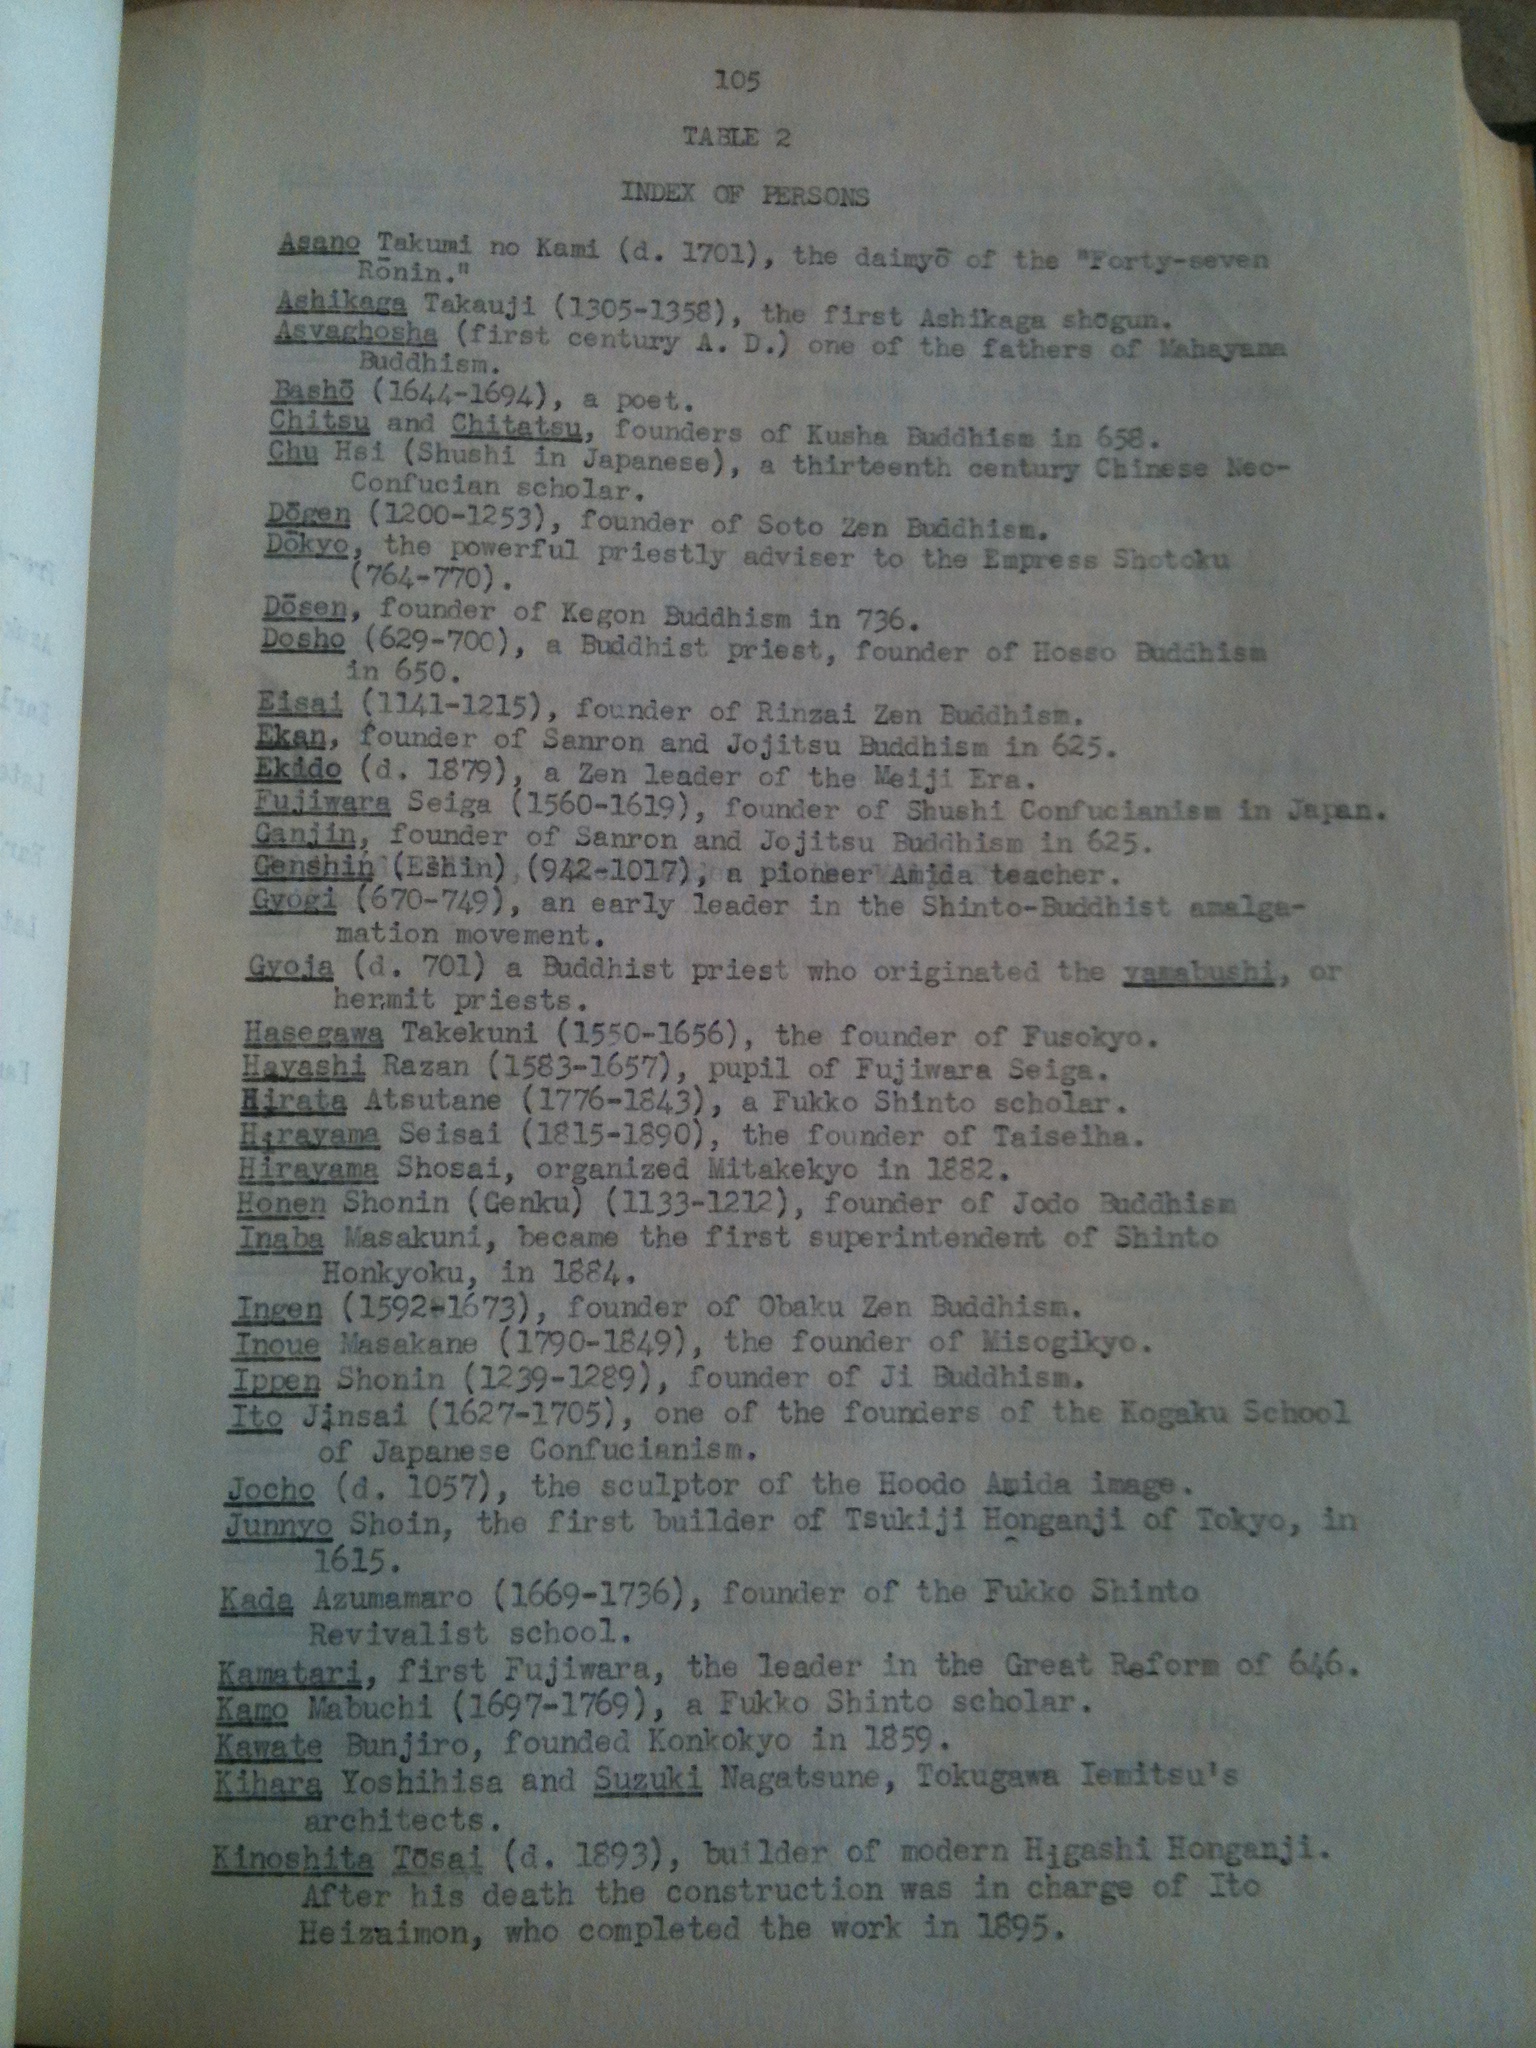 105
TABLE 2
INDEX OF PERSONS
Asano Takumi no Kami (d. 1701), the daimyō of the "Forty-seven
Rōnin."
Ashikaga Takauji (1305-1358), the first Ashikaga shōgun.
Asvaghosha (first century A. D.) one of the fathers of Mahayana
Buddhism.
Bashō (1644-1694), a poet.
Chitsu and Chitatsu, founders of Kusha Buddhism in 658.
Chu Hsi (Shushi in Japanese), a thirteenth century Chinese Neo-
Confucian scholar.
Dōgen (1200-1253), founder of Soto Zen Buddhism.
Dōkyo, the powerful priestly adviser to the Empress Shotoku
(764-770).
Dōsen, founder of Kegon Buddhism in 736.
Dosho (629-700), a Buddhist priest, founder of Hosso Buddhism
in 650.
Eisai (1141-1215), founder of Rinzai Zen Buddhism.
Ekan, founder of Sanron and Jojitsu Buddhism in 625.
Ekido (d. 1879), a Zen leader of the Meiji Era.
Fujiwara Seiga (1560-1619), founder of Shushi Confucianism in Japan.
Ganjin, founder of Sanron and Jojitsu Buddhism in 625.
Genshin (Eshin) (942-1017), a pioneer Amida teacher.
Gyogi (670-749), an early leader in the Shinto-Buddhist amalga-
mation movement.
Gyoja (d. 701) a Buddhist priest who originated the yamabushi, or
hermit priests.
Hasegawa Takekuni (1550-1656), the founder of Fusokyo.
Hayashi Razan (1583-1657), pupil of Fujiwara Seiga.
Hirata Atsutane (1776-1843), a Fukko Shinto scholar.
Hirayama Seisai (1815-1890), the founder of Taiseiha.
Hirayama Shosai, organized Mitakekyo in 1882.
Honen Shonin (Genku) (1133-1212), founder of Jodo Buddhism
Inaba Masakuni, became the first superintendent of Shinto
Honkyoku, in 1884.
Ingen (1592-1673), founder of Obaku Zen Buddhism.
Inoue Masakane (1790-1849), the founder of Misogikyo.
Ippen Shonin (1239-1289), founder of Ji Buddhism.
Ito Jinsai (1627-1705), one of the founders of the Kogaku School
of Japanese Confucianism.
Jocho (d. 1057), the sculptor of the Hoodo Amida image.
Junnyo Shoin, the first builder of Tsukiji Honganji of Tokyo, in
1615.
Kada Azumamaro (1669-1736), founder of the Fukko Shinto
Revivalist school.
Kamatari, first Fujiwara, the leader in the Great Reform of 646.
Kamo Mabuchi (1697-1769), a Fukko Shinto scholar.
Kawate Bunjiro, founded Konkokyo in 1859.
Kihara Yoshihisa and Suzuki Nagatsune, Tokugawa Iemitsu's
architects.
Kinoshita Tōsai (d. 1893), builder of modern Higashi Honganji.
After his death the construction was in charge of Ito
Heizaimon, who completed the work in 1895.